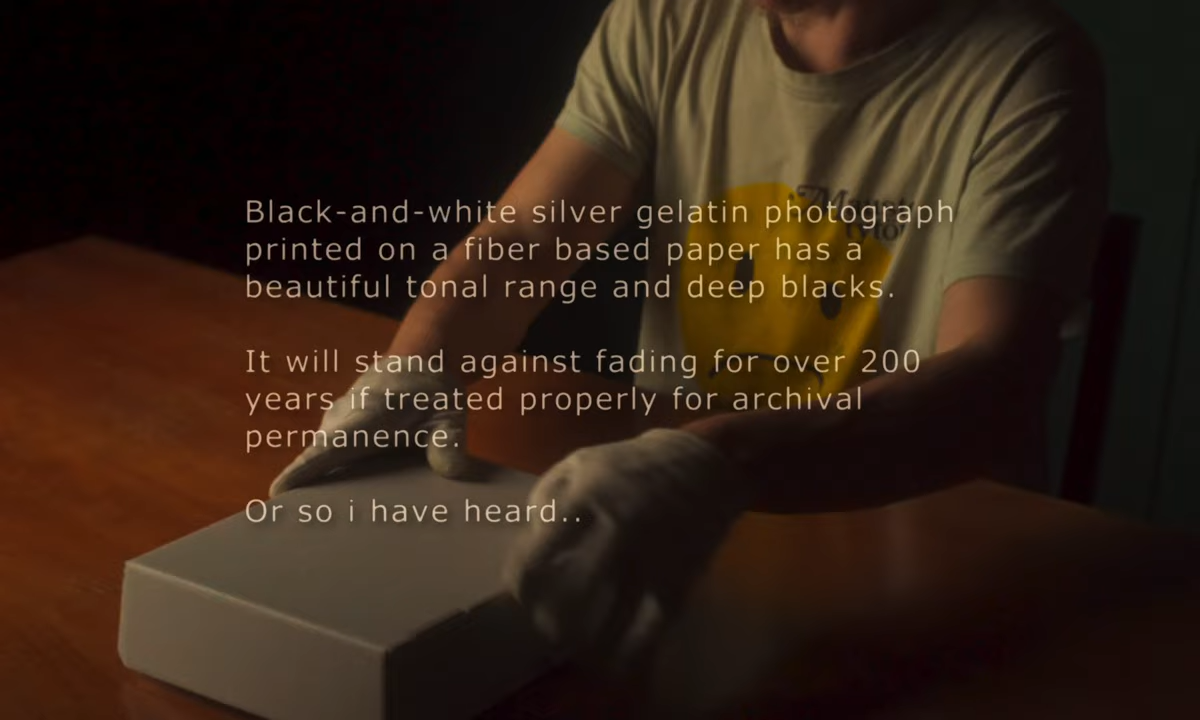 Black-and-white silver gelatin photograph
printed on a fiber based paper has a
beautiful tonal range and deep blacks.
It will stand against fading for over 200
years if treated properly for archival
permanence.
Or so i have heard..